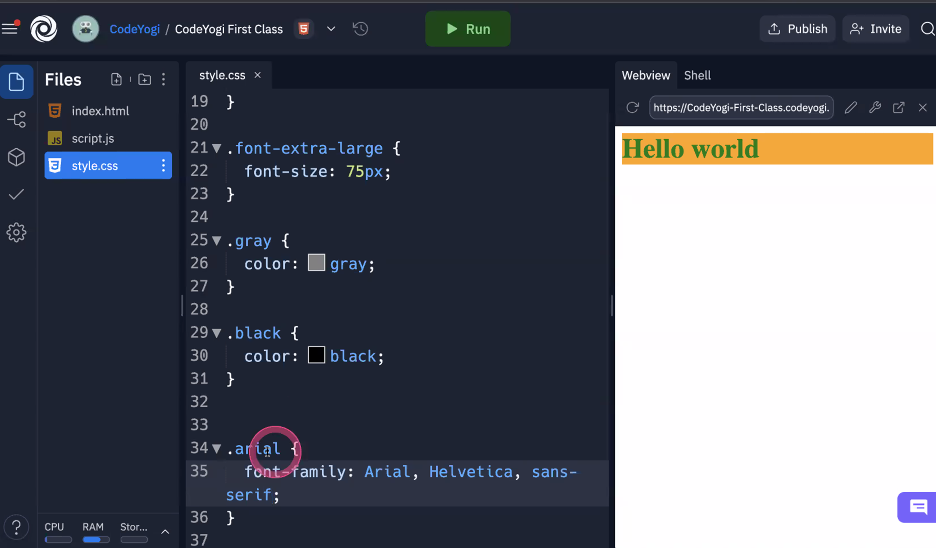 CodeYogi / CodeYogi First Class
Run
Publish
Invite
Files
index.html
JS script.js
style.css
CPU RAM Stor...
?
style.css ×
19 }
20
21 .font-extra-large {
22 font-size: 75px;
23 }
24
25 .gray {
26 color: gray;
27 }
28
29 .black {
30 color: black;
31 }
32
33
34 .arial {
35 font-family: Arial, Helvetica, sans-
serif;
36 }
37
Webview Shell
https://CodeYogi-First-Class.codeyogi.
Hello world